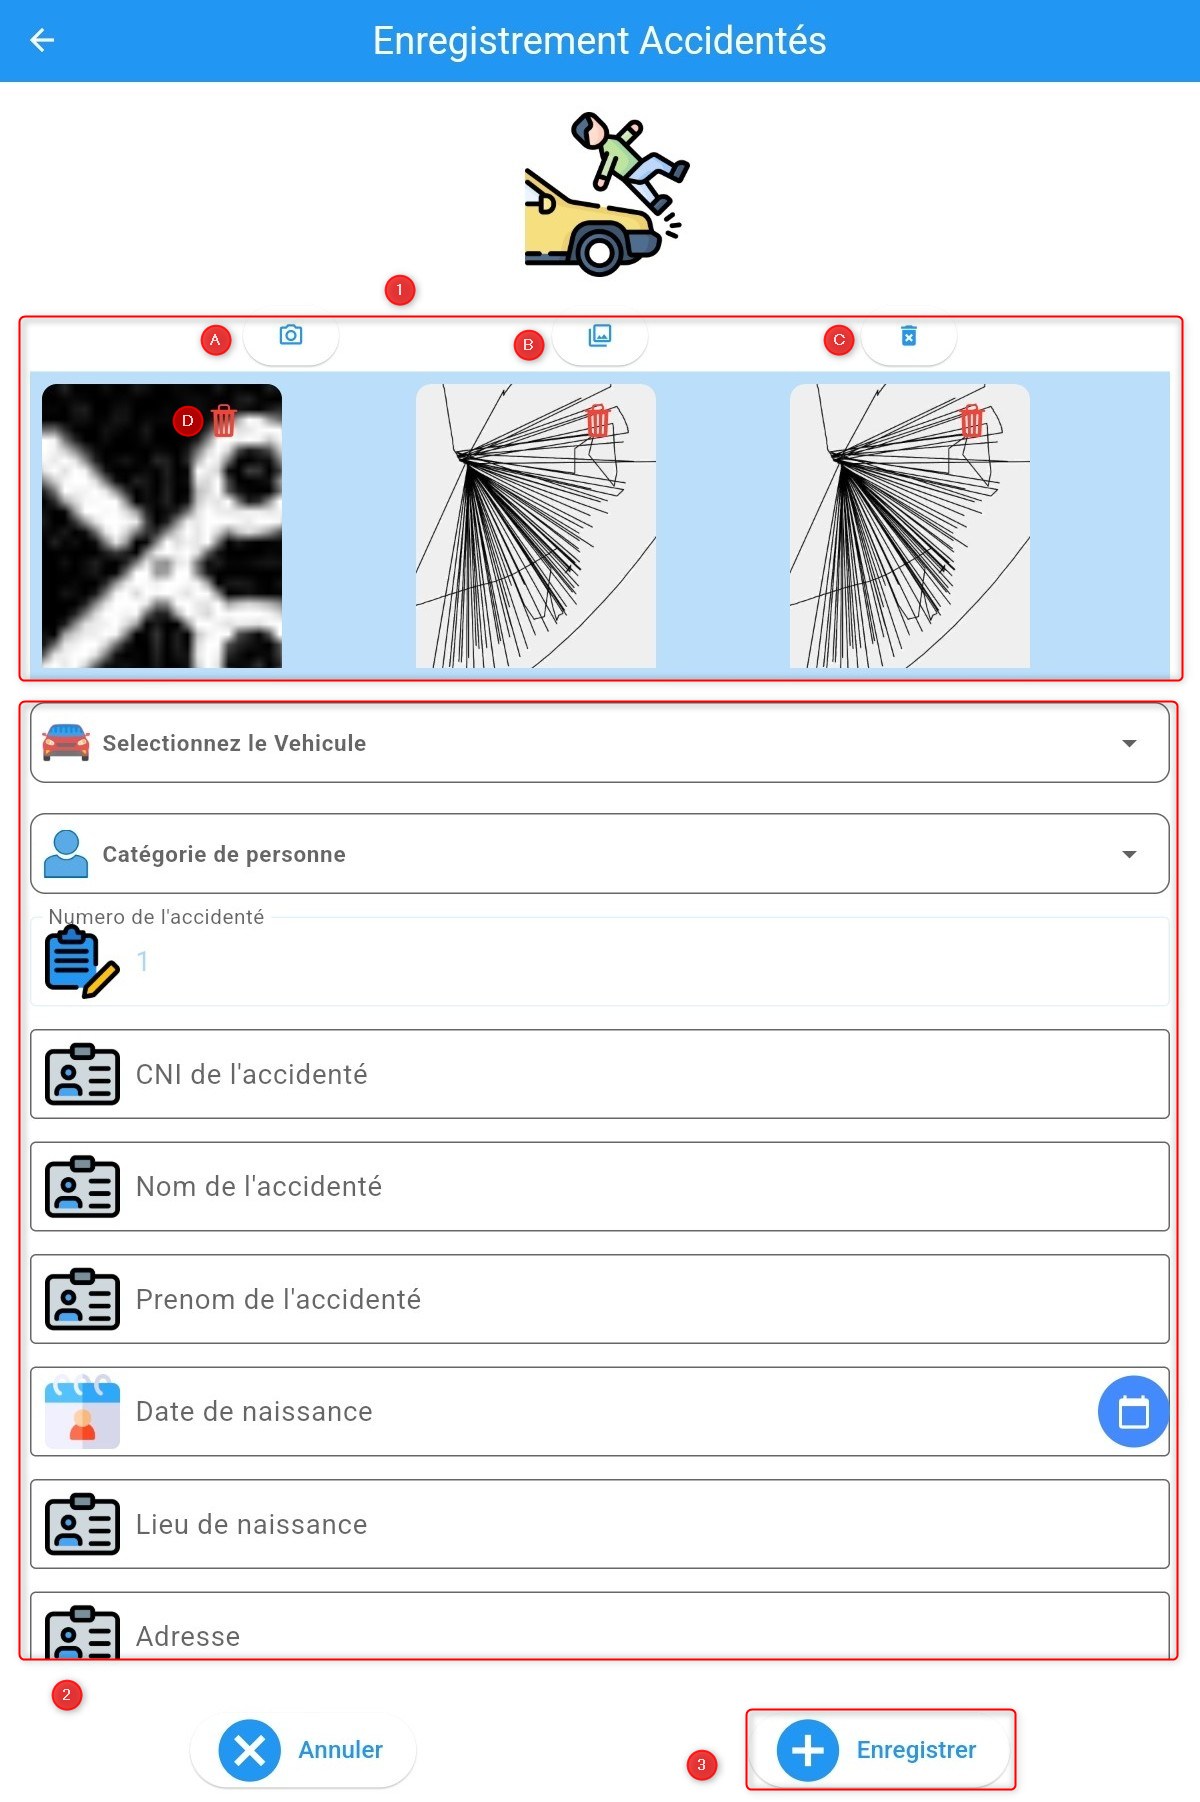 Enregistrement Accidentés
1
A
B
C
D
Selectionnez le Vehicule
Catégorie de personne
Numero de l'accidenté
1
CNI de l'accidenté
Nom de l'accidenté
Prenom de l'accidenté
Date de naissance
Lieu de naissance
Adresse
2
Annuler
3
Enregistrer